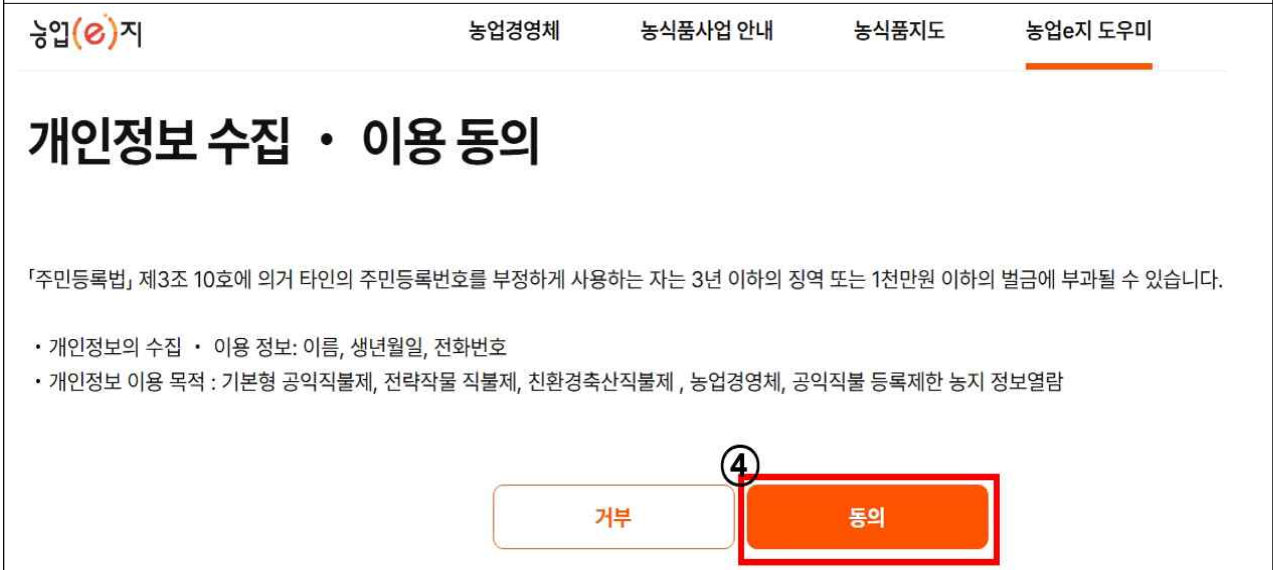 농업(e)지
농업경영체 농식품사업 안내 농식품지도 농업e지 도우미
개인정보 수집 • 이용 동의
「주민등록법」 제3조 10호에 의거 타인의 주민등록번호를 부정하게 사용하는 자는 3년 이하의 징역 또는 1천만원 이하의 벌금에 부과될 수 있습니다.
• 개인정보의 수집 • 이용 정보: 이름, 생년월일, 전화번호
• 개인정보 이용 목적 : 기본형 공익직불제, 전략작물 직불제, 친환경축산직불제 , 농업경영체, 공익직불 등록제한 농지 정보열람
④
거부 동의